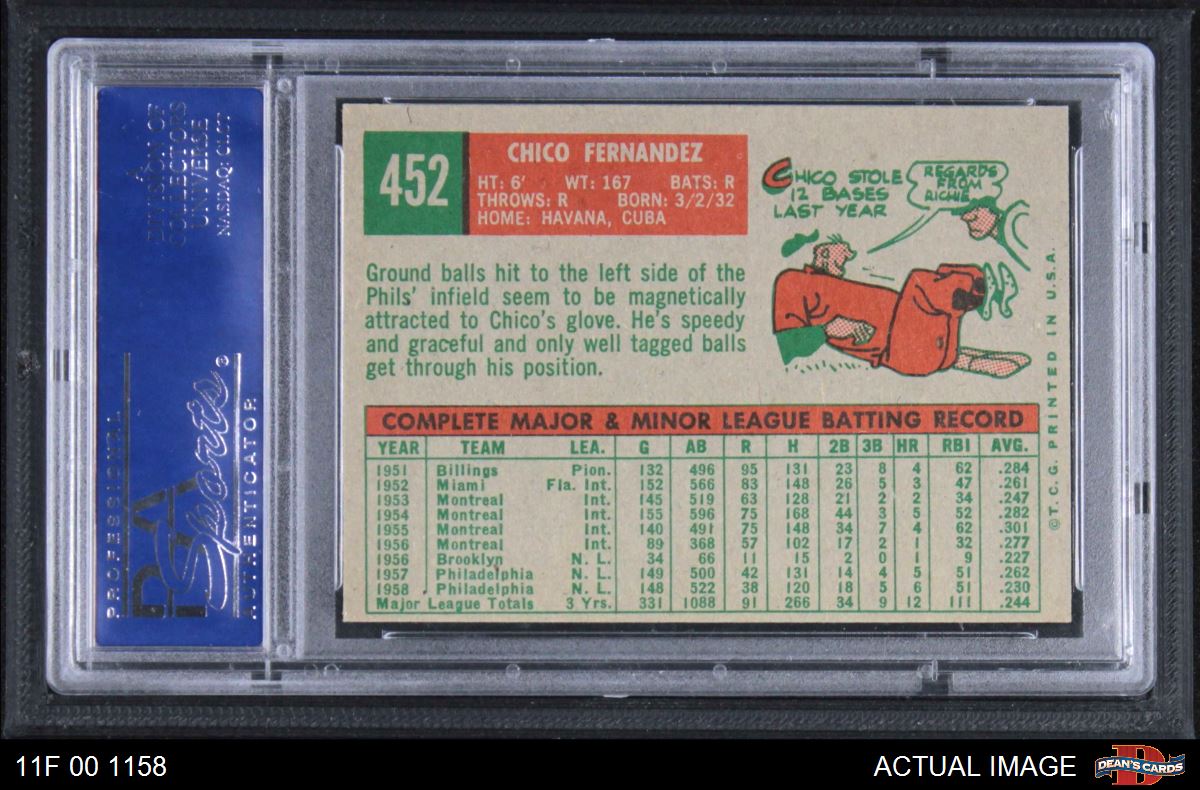 A
DIVISION OF
COLLECTORS
UNIVERSE
NASDAQ: CLCT
PROFESSIONAL
PSA
Sports ®
AUTHENTICATOR
452
CHICO FERNANDEZ
HT: 6' WT: 167 BATS: R
THROWS: R BORN: 3/2/32
HOME: HAVANA, CUBA
CHICO STOLE
12 BASES
LAST YEAR
REGARDS
FROM
RICHIE
Ground balls hit to the left side of the
Phils' infield seem to be magnetically
attracted to Chico's glove. He's speedy
and graceful and only well tagged balls
get through his position.
COMPLETE MAJOR & MINOR LEAGUE BATTING RECORD
YEAR TEAM LEA. G AB R H 2B 3B HR RBI AVG.
1951 Billings Pion. 132 496 95 131 23 8 4 62 .284
1952 Miami Fla. Int. 152 566 83 148 26 5 3 47 .261
1953 Montreal Int. 145 519 63 128 21 2 2 34 .247
1954 Montreal Int. 155 596 75 168 44 3 5 52 .282
1955 Montreal Int. 140 491 75 148 34 7 4 62 .301
1956 Montreal Int. 89 368 57 102 17 2 1 32 .277
1956 Brooklyn N. L. 34 66 11 15 2 0 1 9 .227
1957 Philadelphia N. L. 149 500 42 131 14 4 5 51 .262
1958 Philadelphia N. L. 148 522 38 120 18 5 6 51 .230
Major League Totals 3 Yrs. 331 1088 91 266 34 9 12 111 .244
© T. C. G. PRINTED IN U.S.A.
11F 00 1158
ACTUAL IMAGE
DEAN'S CARDS